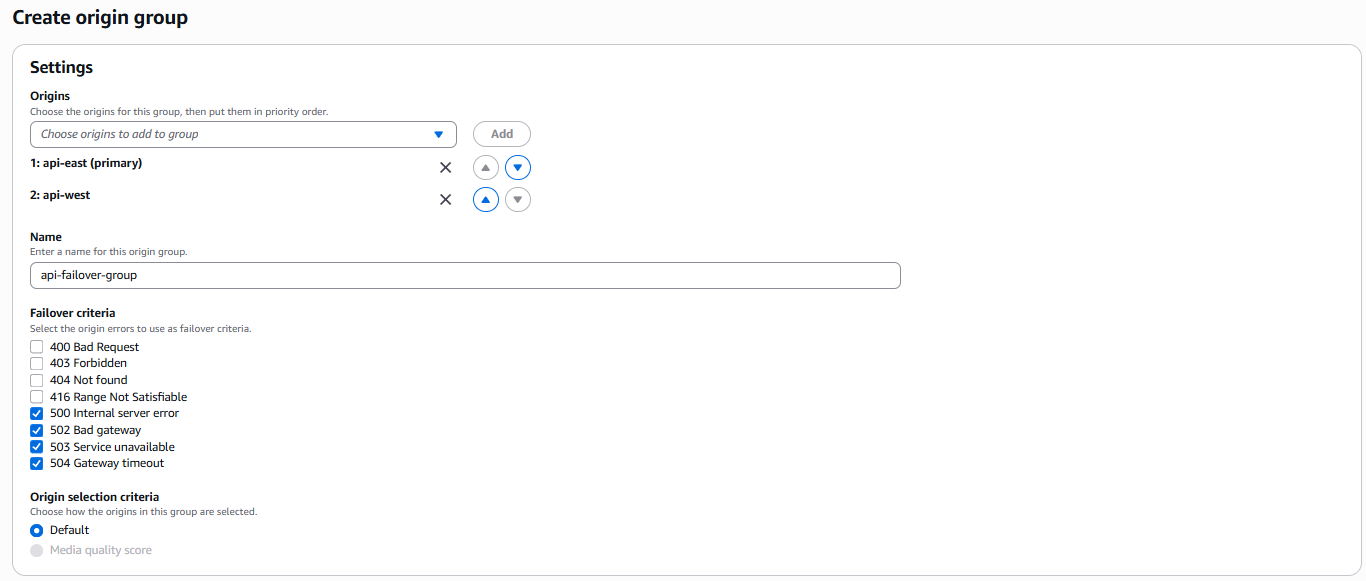 Create origin group
Settings
Origins
Choose the origins for this group, then put them in priority order.
Choose origins to add to group
Add
1: api-east (primary)
2: api-west
Name
Enter a name for this origin group.
api-failover-group
Failover criteria
Select the origin errors to use as failover criteria.
400 Bad Request
403 Forbidden
404 Not found
416 Range Not Satisfiable
500 Internal server error
502 Bad gateway
503 Service unavailable
504 Gateway timeout
Origin selection criteria
Choose how the origins in this group are selected.
Default
Media quality score